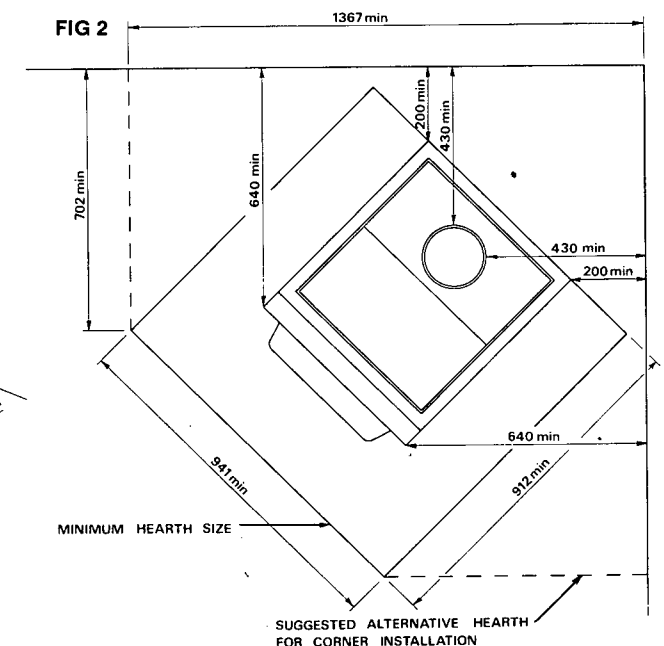 FIG 2
1367 min
702 min
640 min
200 min
430 min
430 min
200 min
640 min
941 min
912 min
MINIMUM HEARTH SIZE
SUGGESTED ALTERNATIVE HEARTH
FOR CORNER INSTALLATION